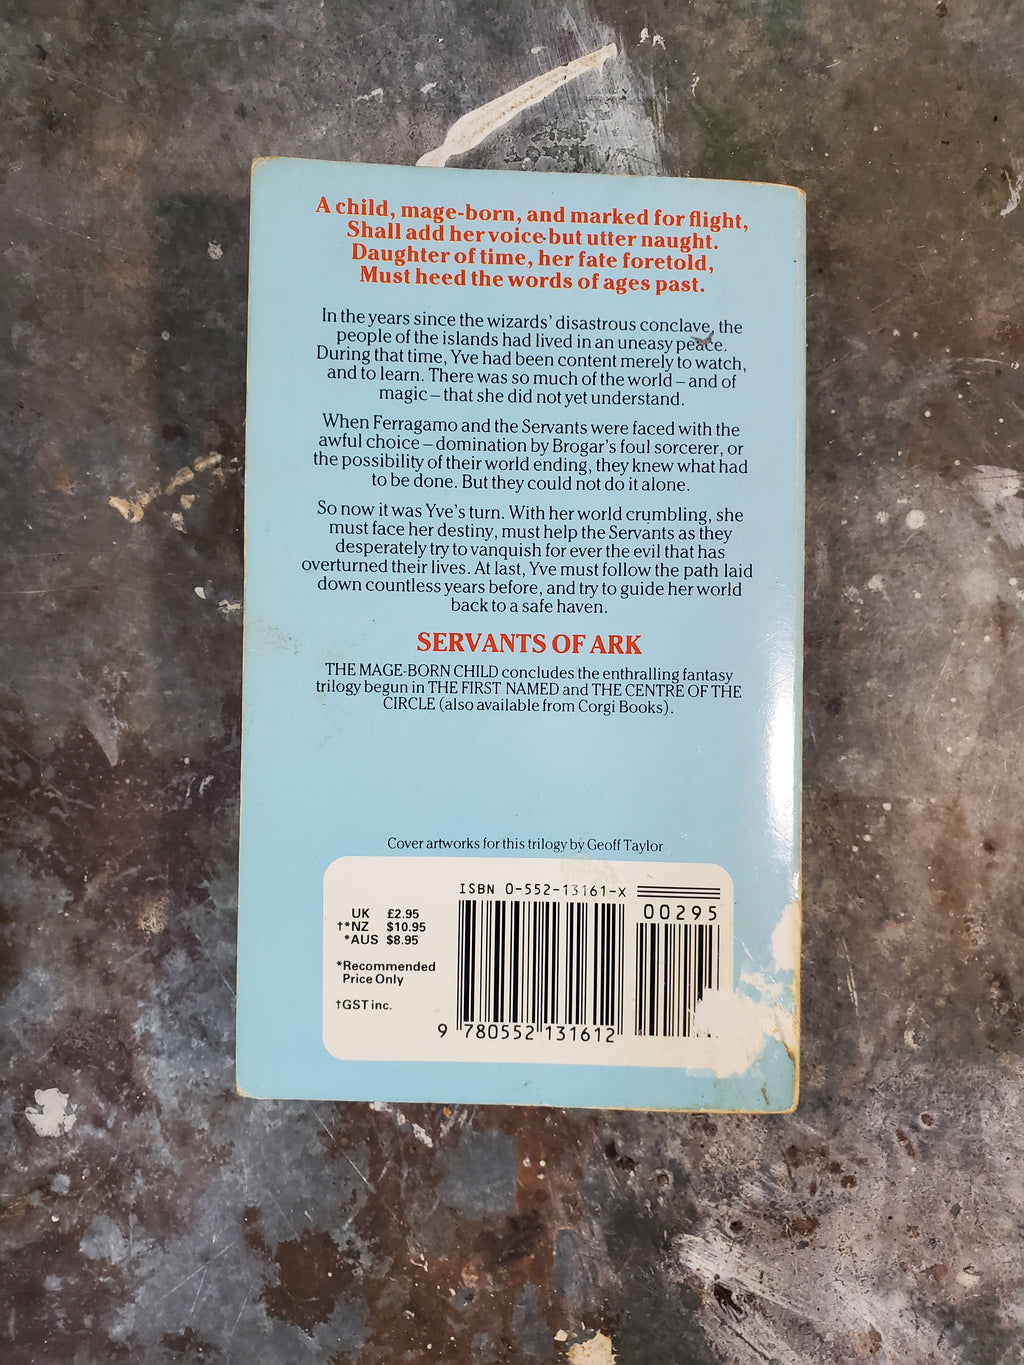 A child, mage-born, and marked for flight,
Shall add her voice but utter naught.
Daughter of time, her fate foretold,
Must heed the words of ages past.
In the years since the wizards' disastrous conclave, the
people of the islands had lived in an uneasy peace.
During that time, Yve had been content merely to watch,
and to learn. There was so much of the world – and of
magic – that she did not yet understand.
When Ferragamo and the Servants were faced with the
awful choice – domination by Brogar's foul sorcerer, or
the possibility of their world ending, they knew what had
to be done. But they could not do it alone.
So now it was Yve's turn. With her world crumbling, she
must face her destiny, must help the Servants as they
desperately try to vanquish for ever the evil that has
overturned their lives. At last, Yve must follow the path laid
down countless years before, and try to guide her world
back to a safe haven.
SERVANTS OF ARK
THE MAGE-BORN CHILD concludes the enthralling fantasy
trilogy begun in THE FIRST NAMED and THE CENTRE OF THE
CIRCLE (also available from Corgi Books).
Cover artworks for this trilogy by Geoff Taylor
ISBN 0-552-13161-X
00295
UK £2.95
†*NZ $10.95
*AUS $8.95
*Recommended
Price Only
†GST inc.
9 780552 131612